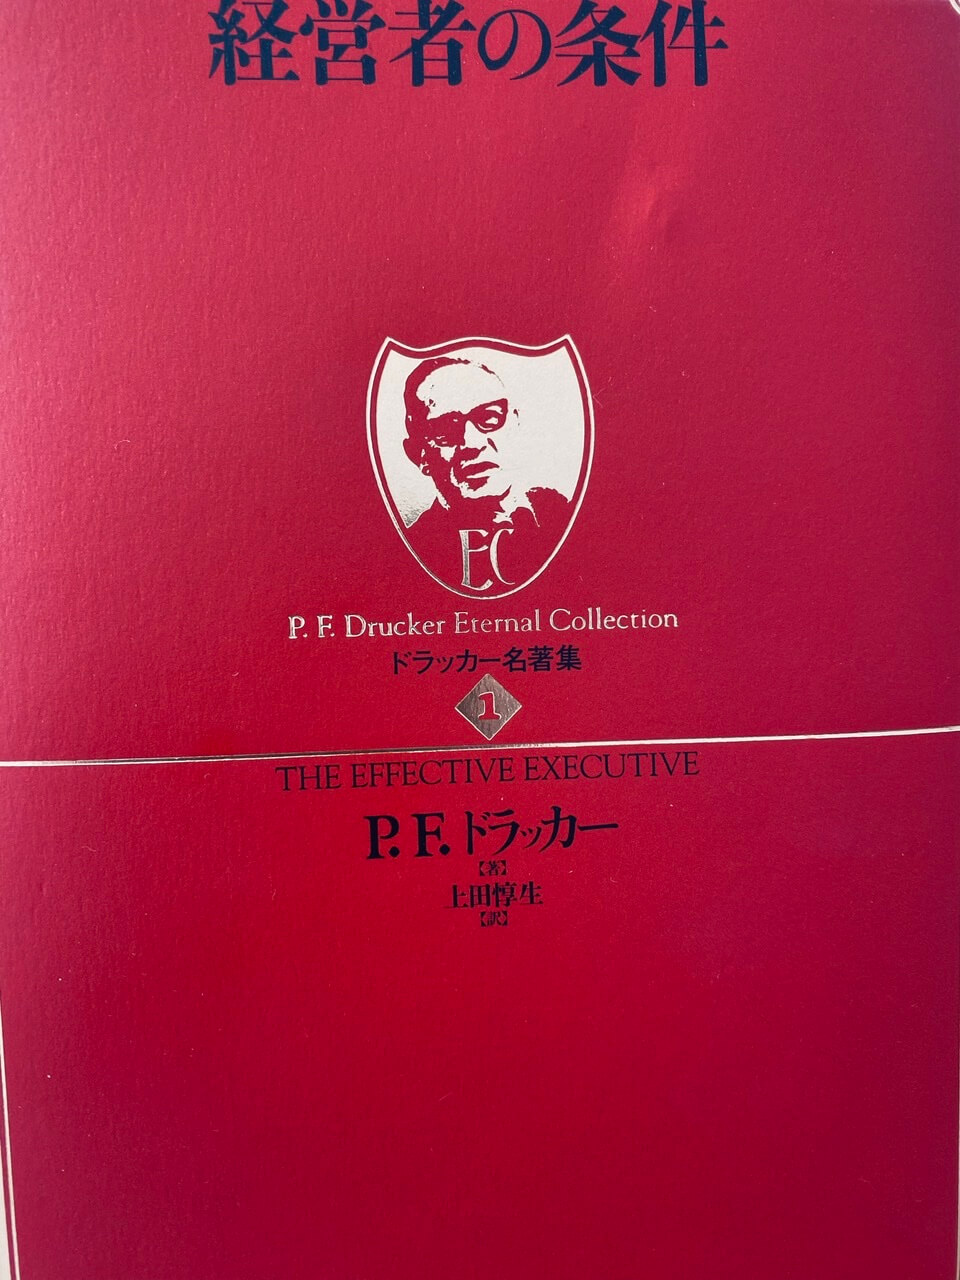 経営者の条件
EC
P. F. Drucker Eternal Collection
ドラッカー名著集
1
THE EFFECTIVE EXECUTIVE
P. F. ドラッカー
【著】
上田惇生
【訳】